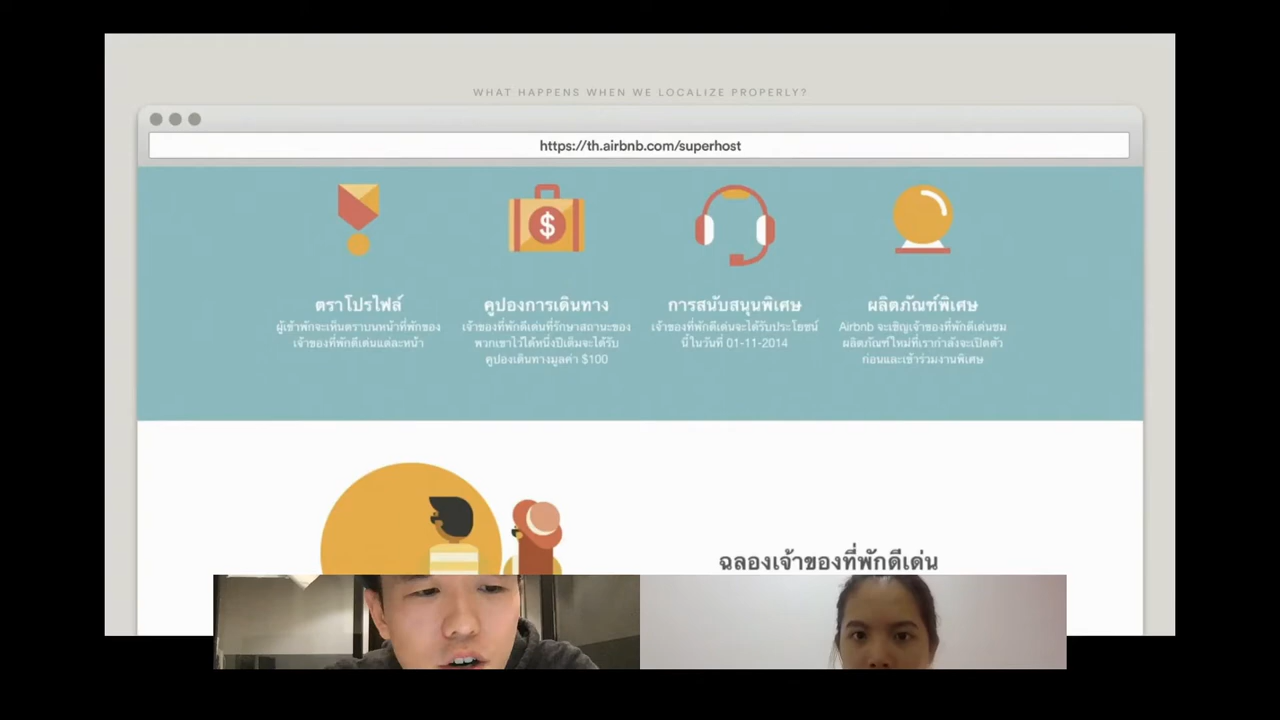 WHAT HAPPENS WHEN WE LOCALIZE PROPERLY?
https://th.airbnb.com/superhost
ตราโปรไฟล์
ผู้เข้าพักจะเห็นตราบนหน้าที่พักของ
เจ้าของที่พักดีเด่นแต่ละหน้า
คูปองการเดินทาง
เจ้าของที่พักดีเด่นที่รักษาสถานะของ
พวกเขาไว้ได้หนึ่งปีเต็มจะได้รับ
คูปองเดินทางมูลค่า $100
การสนับสนุนพิเศษ
เจ้าของที่พักดีเด่นจะได้รับประโยชน์
นี้ในวันที่ 01-11-2014
ผลิตภัณฑ์พิเศษ
Airbnb จะเชิญเจ้าของที่พักดีเด่นชม
ผลิตภัณฑ์ใหม่ที่เรากำลังจะเปิดตัว
ก่อนและเข้าร่วมงานพิเศษ
ฉลองเจ้าของที่พักดีเด่น